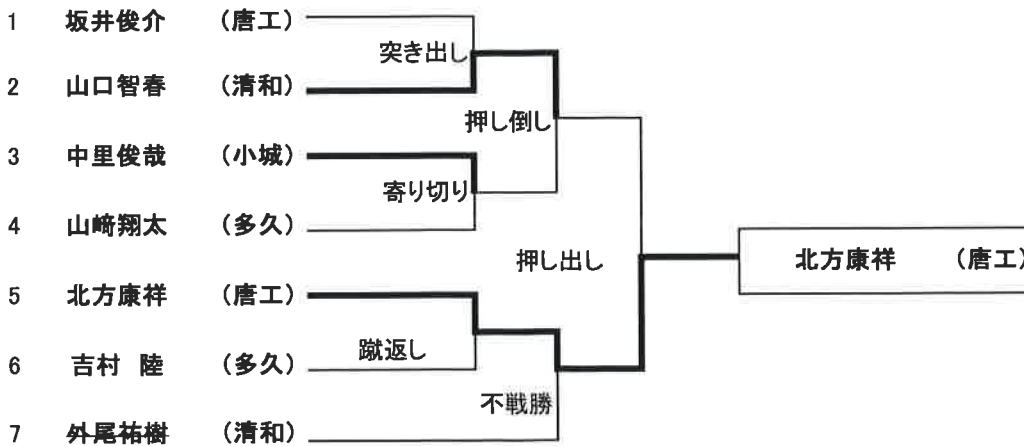 1 坂井俊介 (唐工)
突き出し
2 山口智春 (清和)
押し倒し
3 中里俊哉 (小城)
寄り切り
4 山﨑翔太 (多久)
押し出し
北方康祥 (唐工)
5 北方康祥 (唐工)
蹴返し
6 吉村 陸 (多久)
不戦勝
7 外尾祐樹 (清和)